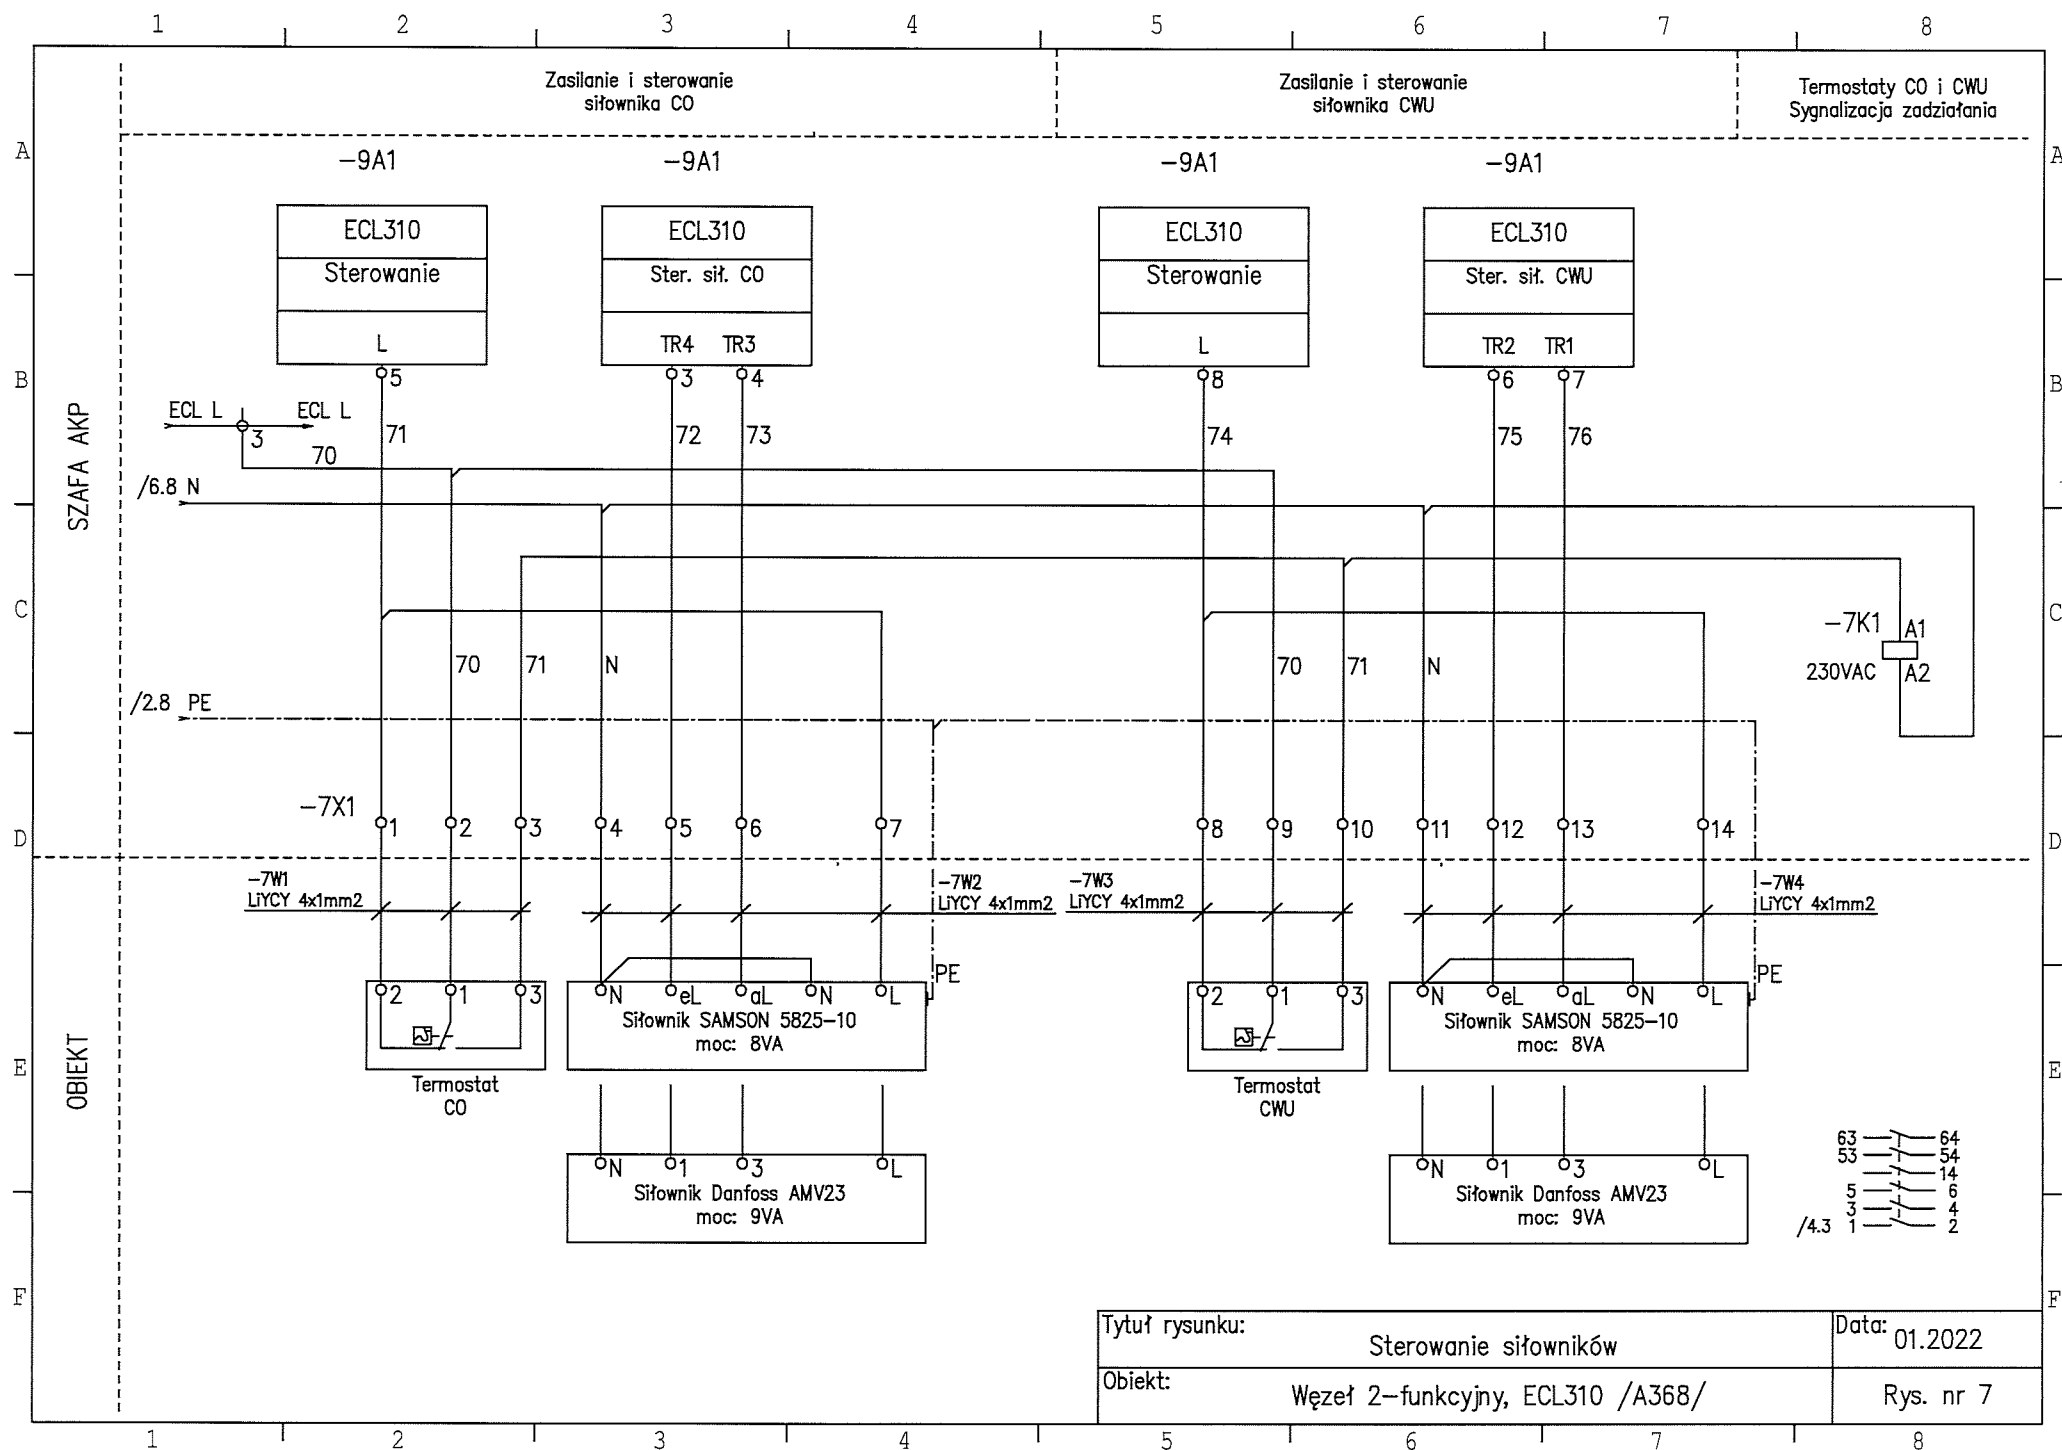 1 2 3 4 5 6 7 8
Zasilanie i sterowanie
siłownika CO
Zasilanie i sterowanie
siłownika CWU
Termostaty CO i CWU
Sygnalizacja zadziałania
A A
-9A1 -9A1 -9A1 -9A1
ECL310 ECL310 ECL310 ECL310
Sterowanie Ster. sił. CO Sterowanie Ster. sił. CWU
L TR4 TR3 L TR2 TR1
B B
5 3 4 8 6 7
SZAFA AKP
ECL L ECL L
3
71 72 73 74 75 76
70
/6.8 N
C C
-7K1 A1
230VAC A2
70 71 N 70 71 N
/2.8 PE
-7X1
1 2 3 4 5 6 7 8 9 10 11 12 13 14
D D
-7W1
LiYCY 4x1mm2
-7W2
LiYCY 4x1mm2
-7W3
LiYCY 4x1mm2
-7W4
LiYCY 4x1mm2
PE PE
2 1 3 N eL aL N L 2 1 3 N eL aL N L
Siłownik SAMSON 5825-10
moc: 8VA
Siłownik SAMSON 5825-10
moc: 8VA
E E
OBIEKT
Termostat
CO
Termostat
CWU
N 1 3 L N 1 3 L
Siłownik Danfoss AMV23
moc: 9VA
Siłownik Danfoss AMV23
moc: 9VA
63 64
53 54
14
5 6
3 4
/4.3 1 2
F F
Tytuł rysunku:
Sterowanie siłowników
Data: 01.2022
Obiekt:
Węzeł 2-funkcyjny, ECL310 /A368/
Rys. nr 7
1 2 3 4 5 6 7 8